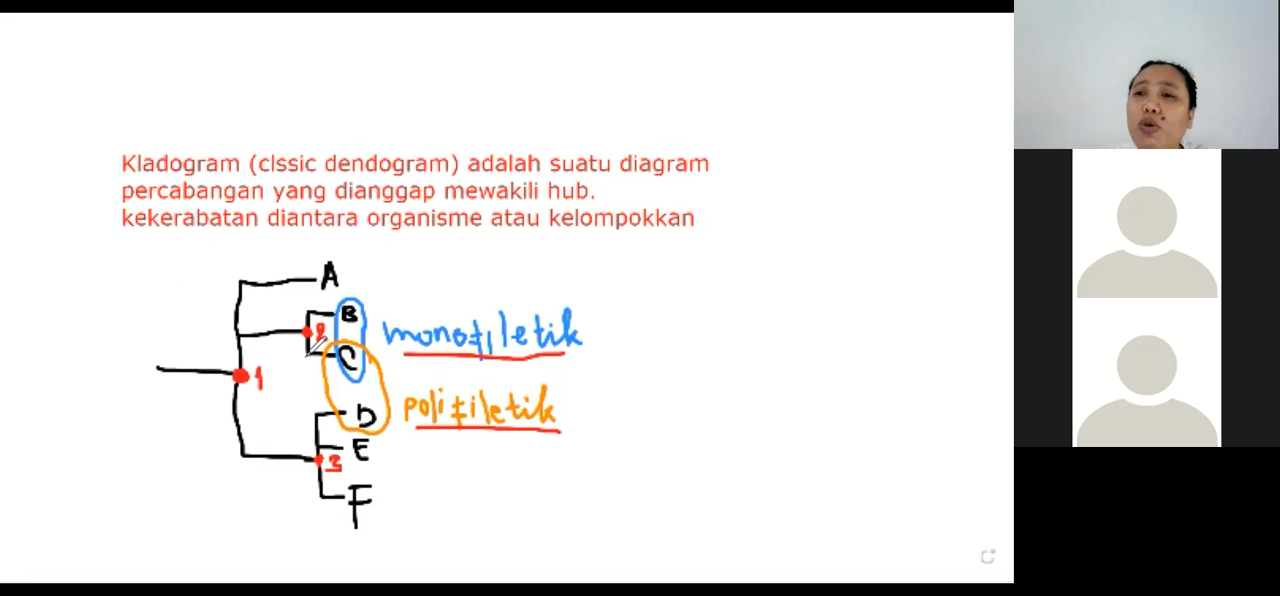 Kladogram (clssic dendogram) adalah suatu diagram
percabangan yang dianggap mewakili hub.
kekerabatan diantara organisme atau kelompokkan
A
B
2
monofiletik
C
1
D
polifiletik
E
3
F